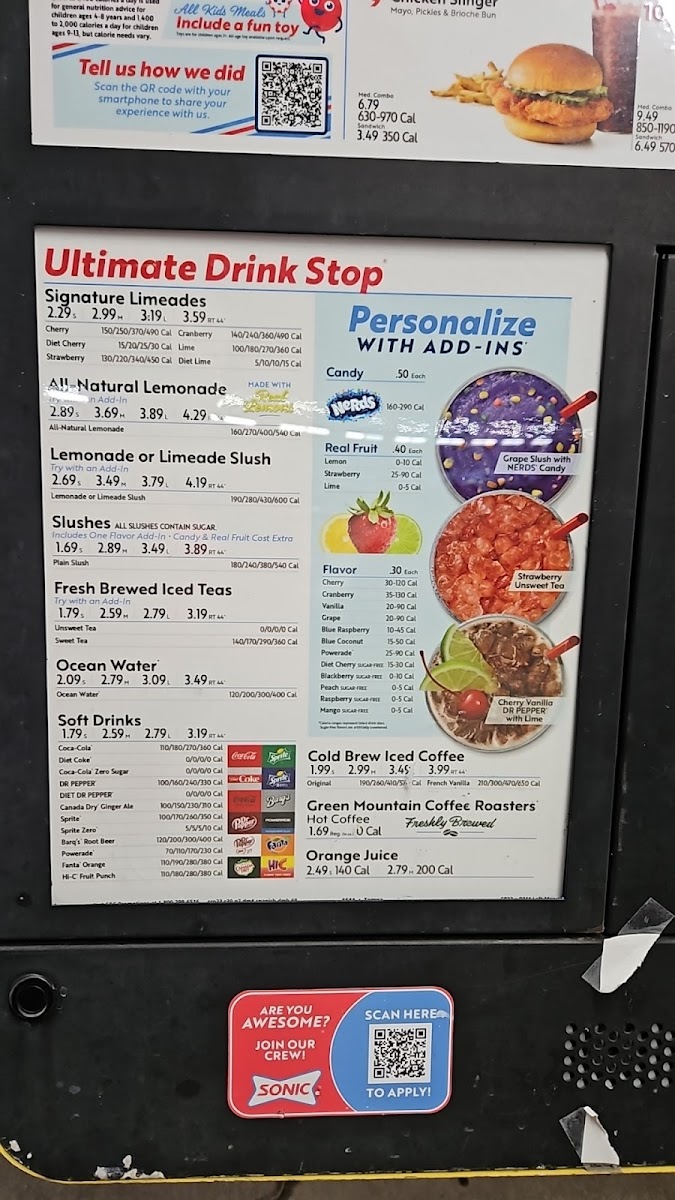 for general nutrition advice for
children ages 4-8 years and 1,400
to 2,000 calories a day for children
ages 9-13, but calorie needs vary.
All Kids Meals
Include a fun toy
Tell us how we did
Scan the QR code with your
smartphone to share your
experience with us.
Chicken Slinger
Mayo, Pickles & Brioche Bun
10
Med. Combo
6.79
630-970 Cal
Sandwich
3.49 350 Cal
Med. Combo
9.49
850-1190
Sandwich
6.49 570
Ultimate Drink Stop
Signature Limeades
2.29 S 2.99 M 3.19 L 3.59 RT 44
Cherry 150/250/370/490 Cal Cranberry 140/240/360/490 Cal
Diet Cherry 15/20/25/30 Cal Lime 100/180/270/360 Cal
Strawberry 130/220/340/450 Cal Diet Lime 5/10/10/15 Cal
All-Natural Lemonade
MADE WITH
Real
Lemons
Try with an Add-In
2.89 S 3.69 M 3.89 L 4.29
All-Natural Lemonade 160/270/400/540 Cal
Lemonade or Limeade Slush
Try with an Add-In
2.69 S 3.49 M 3.79 L 4.19 RT 44
Lemonade or Limeade Slush 190/280/430/600 Cal
Slushes ALL SLUSHES CONTAIN SUGAR.
Includes One Flavor Add-In • Candy & Real Fruit Cost Extra
1.69 S 2.89 M 3.49 L 3.89 RT 44
Plain Slush 180/240/380/540 Cal
Fresh Brewed Iced Teas
Try with an Add-In
1.79 S 2.59 M 2.79 L 3.19 RT 44
Unsweet Tea 0/0/0/0 Cal
Sweet Tea 140/170/290/360 Cal
Ocean Water
2.09 S 2.79 M 3.09 L 3.49 RT 44
Ocean Water 120/200/300/400 Cal
Soft Drinks
1.79 S 2.59 M 2.79 L 3.19 RT 44
Coca-Cola 110/180/270/360 Cal
Diet Coke 0/0/0/0 Cal
Coca-Cola Zero Sugar 0/0/0/0 Cal
DR PEPPER 100/160/240/330 Cal
DIET DR PEPPER 0/0/0/0 Cal
Canada Dry Ginger Ale 100/150/230/310 Cal
Sprite 100/170/260/350 Cal
Sprite Zero 5/5/5/10 Cal
Barq's Root Beer 120/200/300/400 Cal
Powerade 70/110/170/230 Cal
Fanta Orange 110/190/280/380 Cal
Hi-C Fruit Punch 110/180/280/380 Cal
Coca-Cola
Sprite
Coke
Sprite
Barq's
Dr Pepper
POWERADE
Fanta
HI-C
Personalize
WITH ADD-INS
Candy .50 Each
NERDS 160-290 Cal
Real Fruit .40 Each
Lemon 0-10 Cal
Strawberry 25-90 Cal
Lime 0-5 Cal
Flavor .30 Each
Cherry 30-120 Cal
Cranberry 35-130 Cal
Vanilla 20-90 Cal
Grape 20-90 Cal
Blue Raspberry 10-45 Cal
Blue Coconut 15-50 Cal
Powerade 25-90 Cal
Diet Cherry SUGAR-FREE 15-30 Cal
Blackberry SUGAR-FREE 0-10 Cal
Peach SUGAR-FREE 0-5 Cal
Raspberry SUGAR-FREE 0-5 Cal
Mango SUGAR-FREE 0-5 Cal
Grape Slush with
NERDS Candy
Strawberry
Unsweet Tea
Cherry Vanilla
DR PEPPER
with Lime
Cold Brew Iced Coffee
1.99 S 2.99 M 3.45 3.99 RT 44
Original French Vanilla 210/300/470/650 Cal
Green Mountain Coffee Roasters
Hot Coffee Freshly Brewed
1.69 0 Cal
Orange Juice
2.49 S 140 Cal 2.79 M 200 Cal
ARE YOU
AWESOME?
JOIN OUR
CREW!
SONIC
SCAN HERE
TO APPLY!